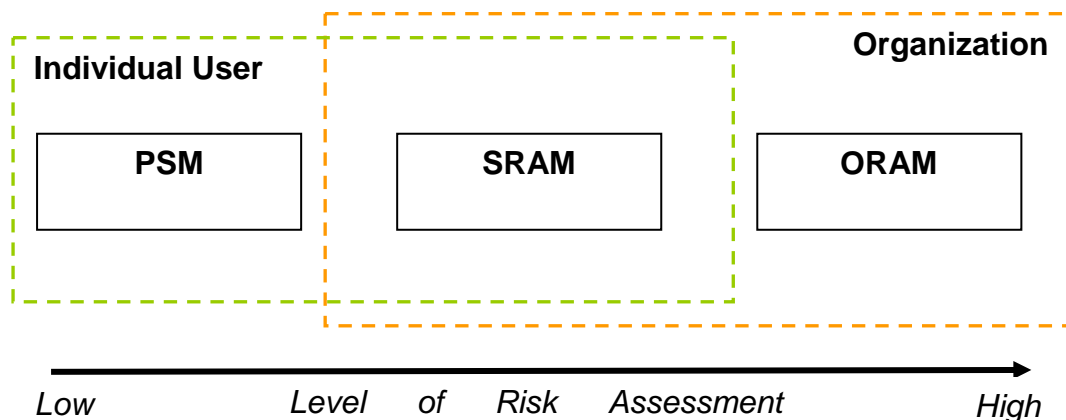 Organization
Individual User
PSM SRAM ORAM
Low Level of Risk Assessment High